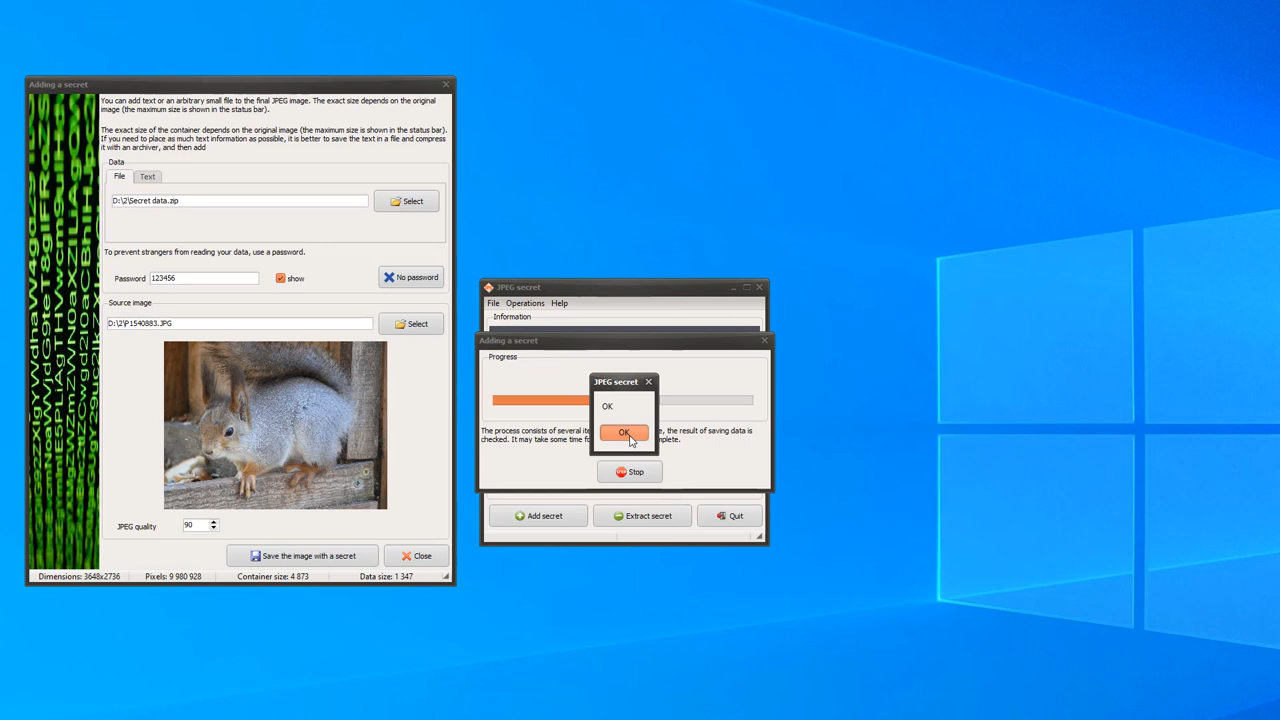 Adding a secret
You can add text or an arbitrary small file to the final JPEG image. The exact size depends on the original
image (the maximum size is shown in the status bar).
The exact size of the container depends on the original image (the maximum size is shown in the status bar).
If you need to place as much text information as possible, it is better to save the text in a file and compress
it with an archiver, and then add
Data
File Text
D:\2\Secret data.zip Select
To prevent strangers from reading your data, use a password.
Password 123456 show No password
Source image
D:\2\P1540883.JPG Select
JPEG quality 90
Save the image with a secret Close
Dimensions: 3648x2736 Pixels: 9 980 928 Container size: 4 873 Data size: 1 347
JPEG secret
File Operations Help
Information
Adding a secret
Progress
JPEG secret
OK
OK
The process consists of several ite e, the result of saving data is
checked. It may take some time fo mplete.
STOP Stop
Add secret Extract secret Quit